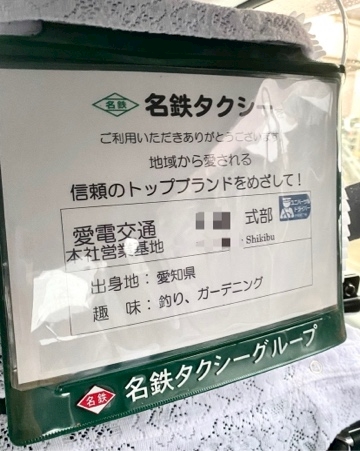 名鉄 名鉄タクシー
ご利用いただきありがとうございます
地域から愛される
信頼のトップブランドをめざして！
愛電交通 式部
本社営業基地 ・Shikibu
出身地：愛知県
趣　味：釣り、ガーデニング
名鉄 名鉄タクシーグループ